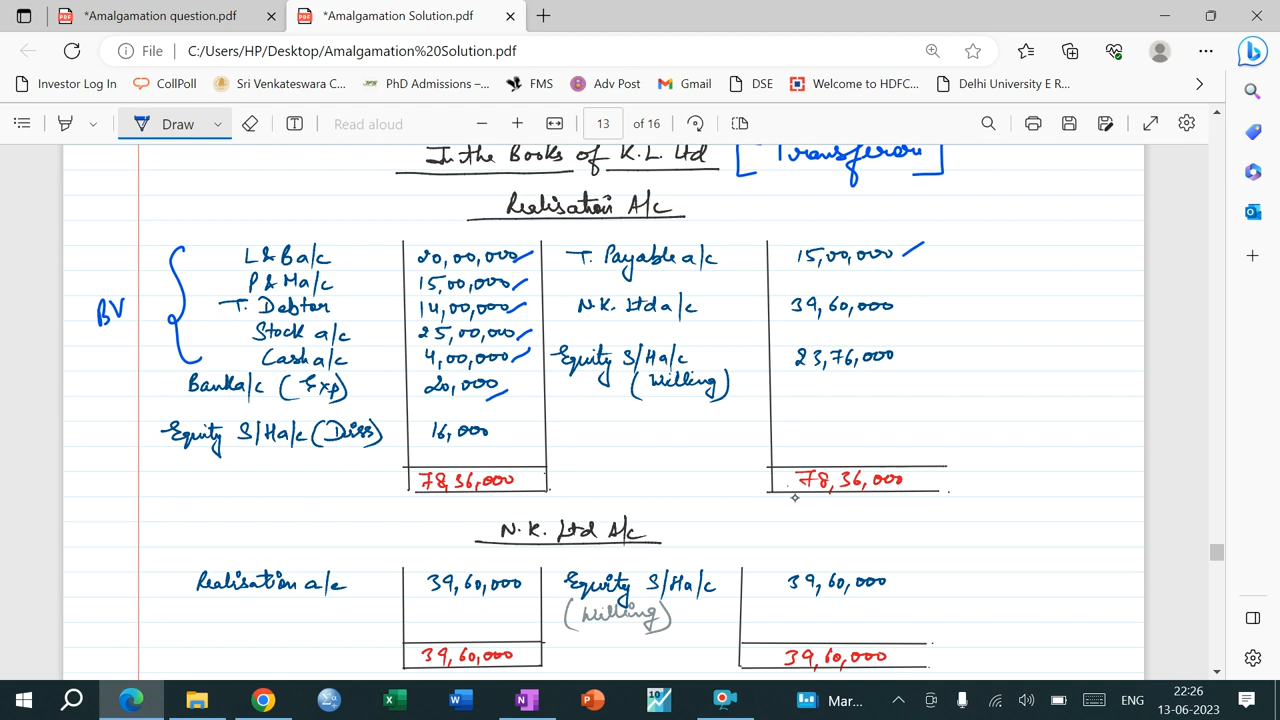 *Amalgamation question.pdf
*Amalgamation Solution.pdf
File C:/Users/HP/Desktop/Amalgamation%20Solution.pdf
Investor Log In CollPoll Sri Venkateswara C... PhD Admissions –... FMS Adv Post Gmail DSE Welcome to HDFC... Delhi University E R...
Draw Read aloud 13 of 16
In the Books of K.L. Ltd [Transferor]
Realisation A/c
L & B a/c 20,00,000 T. Payable a/c 15,00,000
P & M a/c 15,00,000
BV T. Debtor 14,00,000 N.K. Ltd a/c 39,60,000
Stock a/c 25,00,000
Cash a/c 4,00,000 Equity S/H a/c 23,76,000
Bank a/c (Exp) 20,000 (Willing)
Equity S/H a/c (Diss) 16,000
78,36,000 78,36,000
N.K. Ltd A/c
Realisation a/c 39,60,000 Equity S/H a/c 39,60,000
(Willing)
39,60,000 39,60,000
Mar... ENG 22:26
13-06-2023